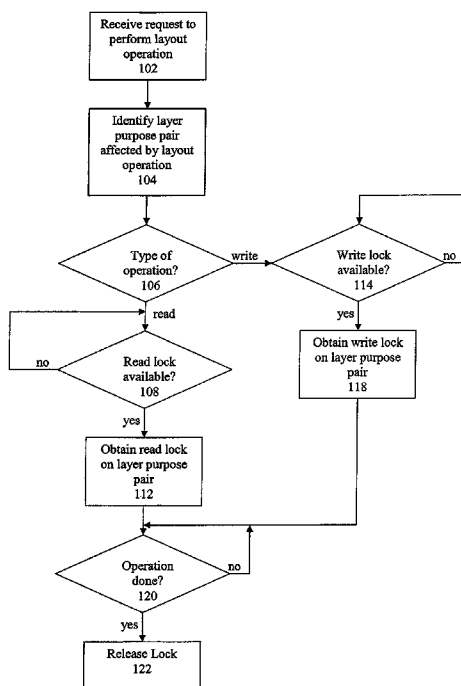 Receive request to
perform layout
operation
102
Identify layer
purpose pair
affected by layout
operation
104
Type of
operation?
106
write
read
Write lock
available?
114
no
yes
Obtain write lock
on layer purpose
pair
118
no
Read lock
available?
108
yes
Obtain read lock
on layer purpose
pair
112
Operation
done?
120
no
yes
Release Lock
122